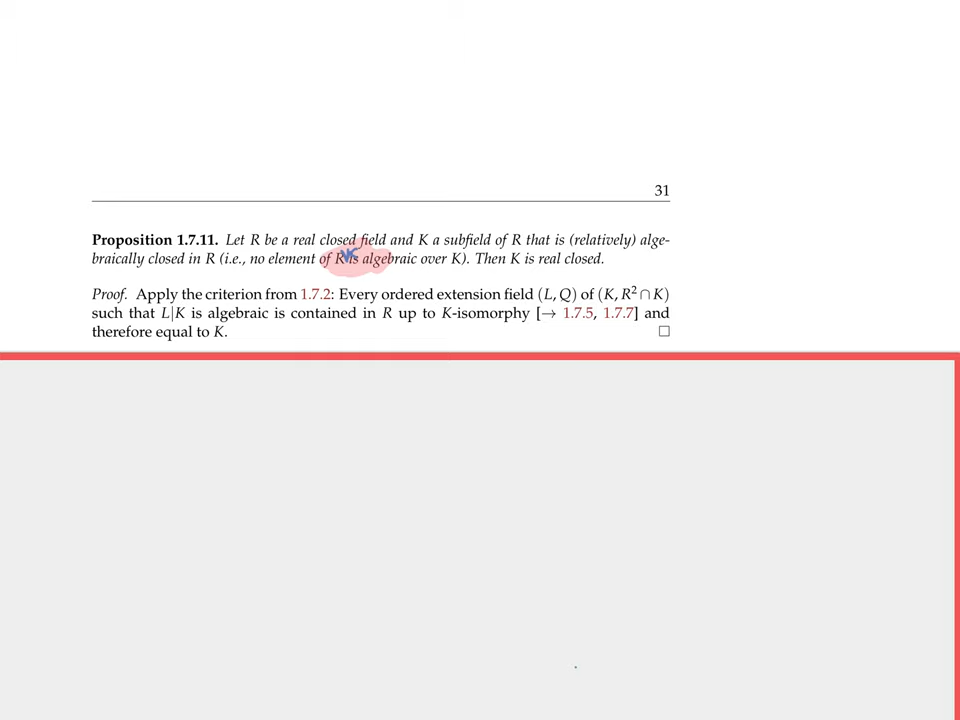 31
Proposition 1.7.11. Let R be a real closed field and K a subfield of R that is (relatively) alge-
braically closed in R (i.e., no element of R\K is algebraic over K). Then K is real closed.
Proof. Apply the criterion from 1.7.2: Every ordered extension field (L, Q) of (K, R² ∩ K)
such that L|K is algebraic is contained in R up to K-isomorphy [→ 1.7.5, 1.7.7] and
therefore equal to K. □